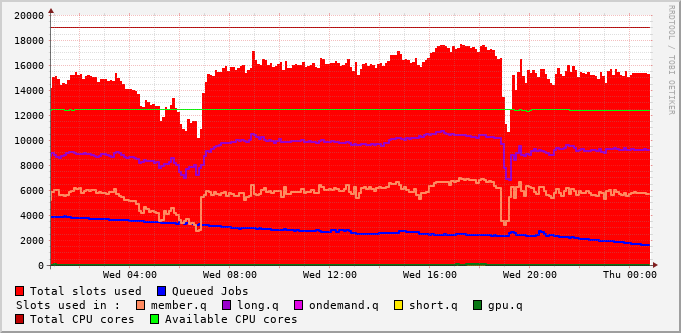 20000
18000
16000
14000
12000
10000
8000
6000
4000
2000
0
Wed 04:00 Wed 08:00 Wed 12:00 Wed 16:00 Wed 20:00 Thu 00:00
RRDTOOL / TOBI OETIKER
Total slots used Queued Jobs
Slots used in : member.q long.q ondemand.q short.q gpu.q
Total CPU cores Available CPU cores